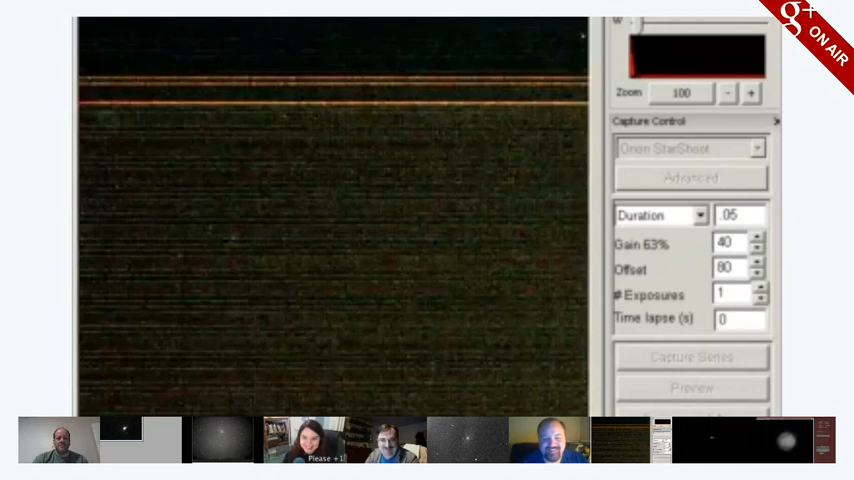 g+
ON AIR
W
Zoom 100 - +
Capture Control
Orion StarShoot
Advanced
Duration .05
Gain 63% 40
Offset 80
# Exposures 1
Time lapse (s) 0
Capture Series
Preview
Please +1